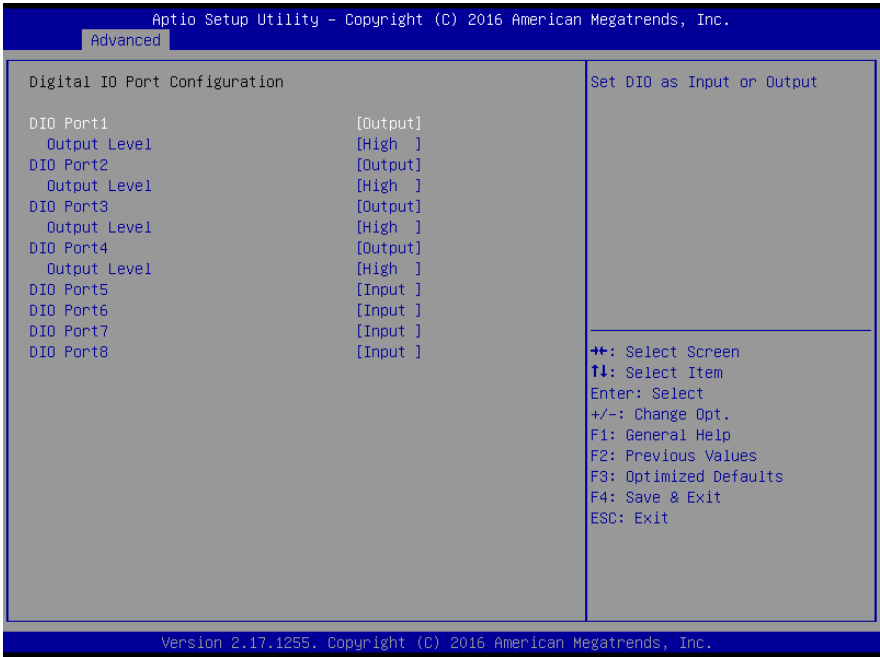 Aptio Setup Utility – Copyright (C) 2016 American Megatrends, Inc.
Advanced
Digital IO Port Configuration
DIO Port1 [Output]
Output Level [High ]
DIO Port2 [Output]
Output Level [High ]
DIO Port3 [Output]
Output Level [High ]
DIO Port4 [Output]
Output Level [High ]
DIO Port5 [Input ]
DIO Port6 [Input ]
DIO Port7 [Input ]
DIO Port8 [Input ]
Set DIO as Input or Output
→←: Select Screen
↑↓: Select Item
Enter: Select
+/-: Change Opt.
F1: General Help
F2: Previous Values
F3: Optimized Defaults
F4: Save & Exit
ESC: Exit
Version 2.17.1255. Copyright (C) 2016 American Megatrends, Inc.